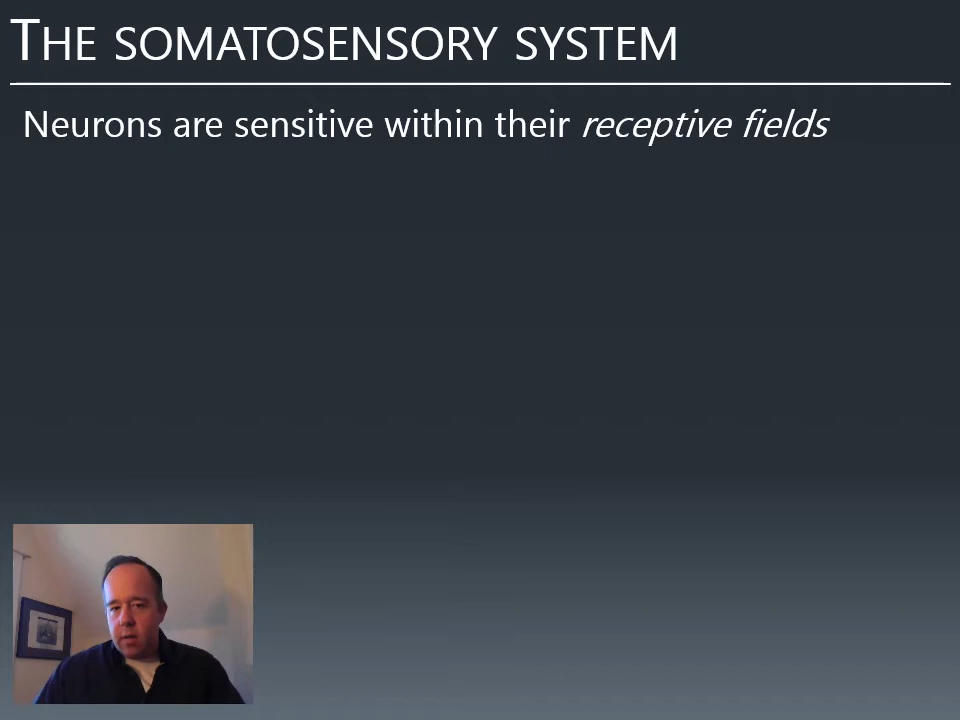 THE SOMATOSENSORY SYSTEM
Neurons are sensitive within their receptive fields